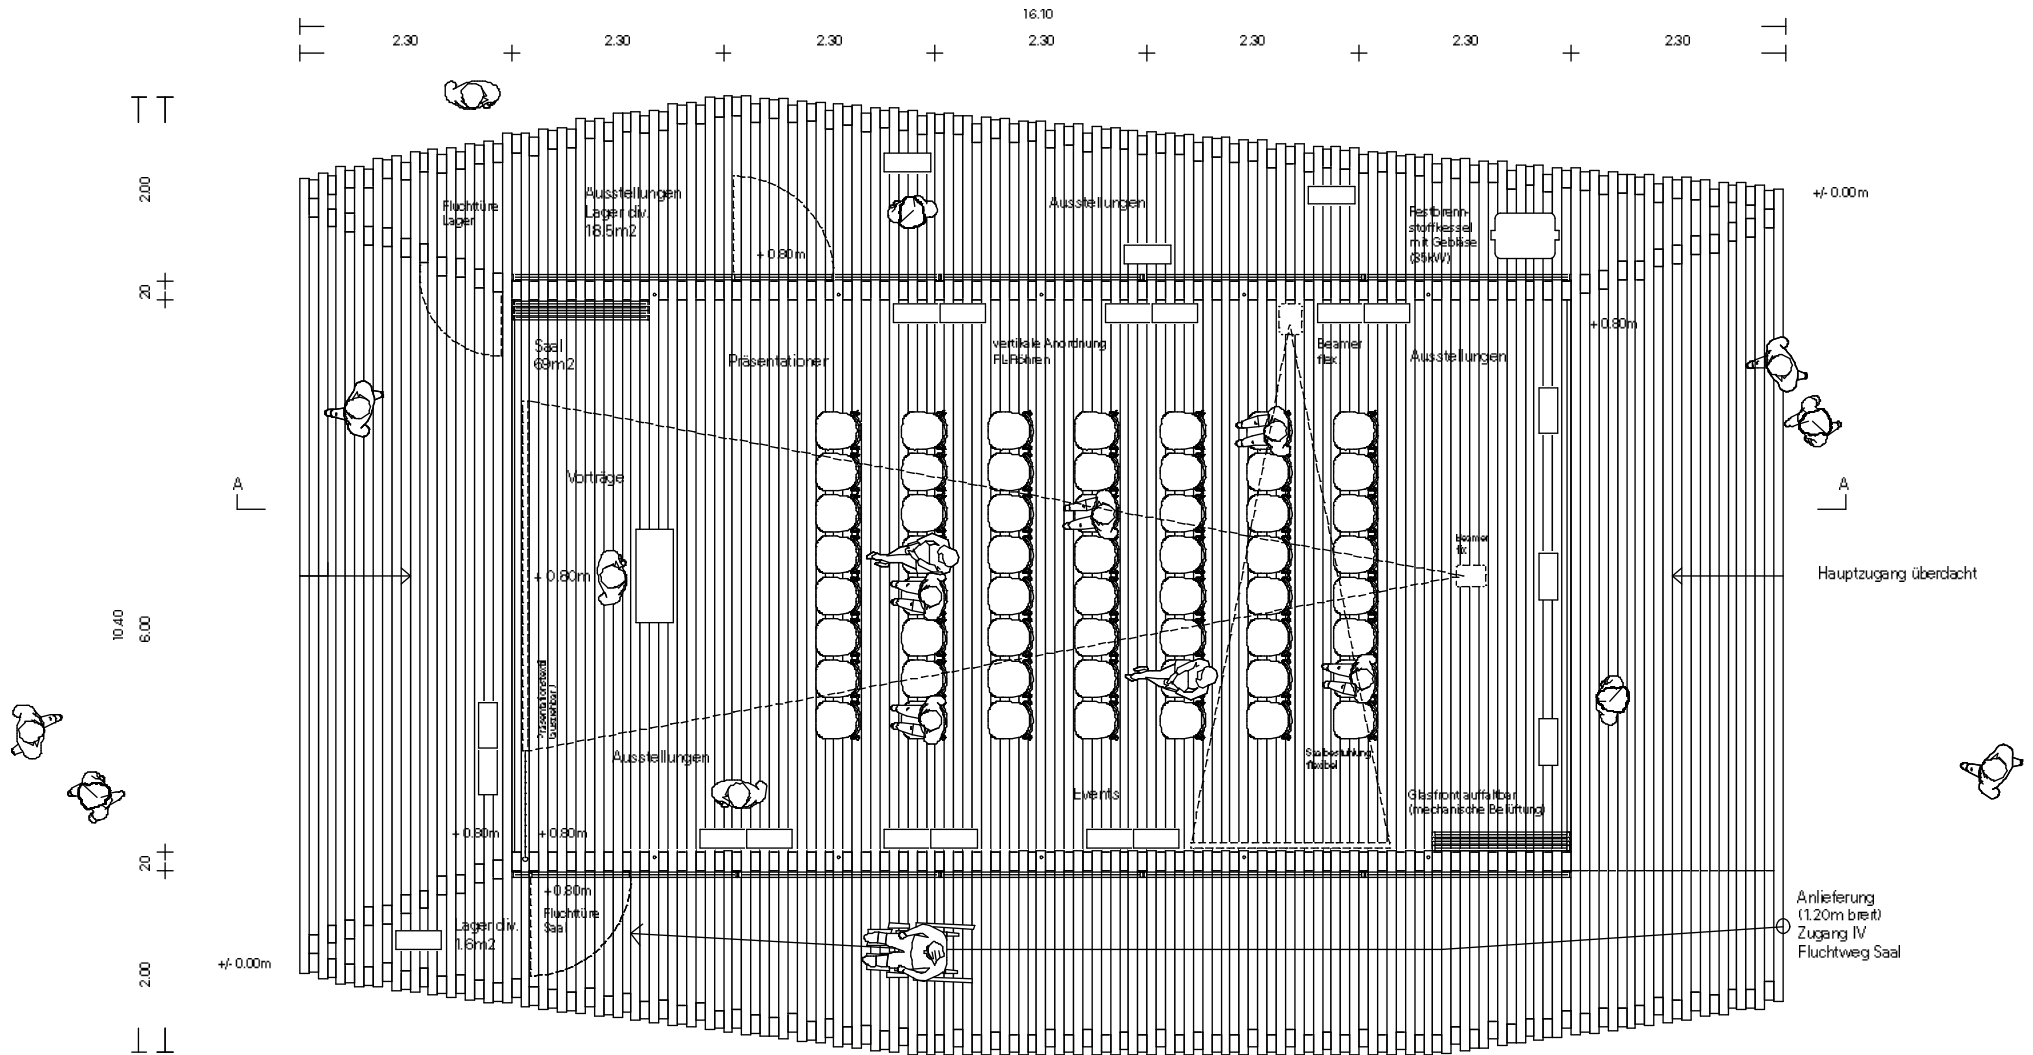 16.10
2.30
2.30
2.30
2.30
2.30
2.30
2.30
2.00
20
10.40
6.00
20
2.00
Fluchttüre
Lager
Ausstellungen
Lager div.
18.5m2
+ 0.80m
Ausstellungen
Festbrenn-
stoffkessel
mit Gebläse
(35kW)
+/- 0.00m
Saal
69m2
Präsentationen
vertikale Anordnung
FL-Röhren
Beamer
flex
Ausstellungen
+ 0.80m
A
Vorträge
A
+ 0.80m
Beamer
fix
Hauptzugang überdacht
Präsentationstextil
(ausziehbar)
Ausstellungen
Saalbestuhlung
flexibel
Events
Glasfront auffaltbar
(mechanische Belüftung)
+ 0.80m
+ 0.80m
+ 0.80m
Fluchttüre
Saal
Lager div.
1.6m2
+/- 0.00m
Anlieferung
(1.20m breit)
Zugang IV
Fluchtweg Saal